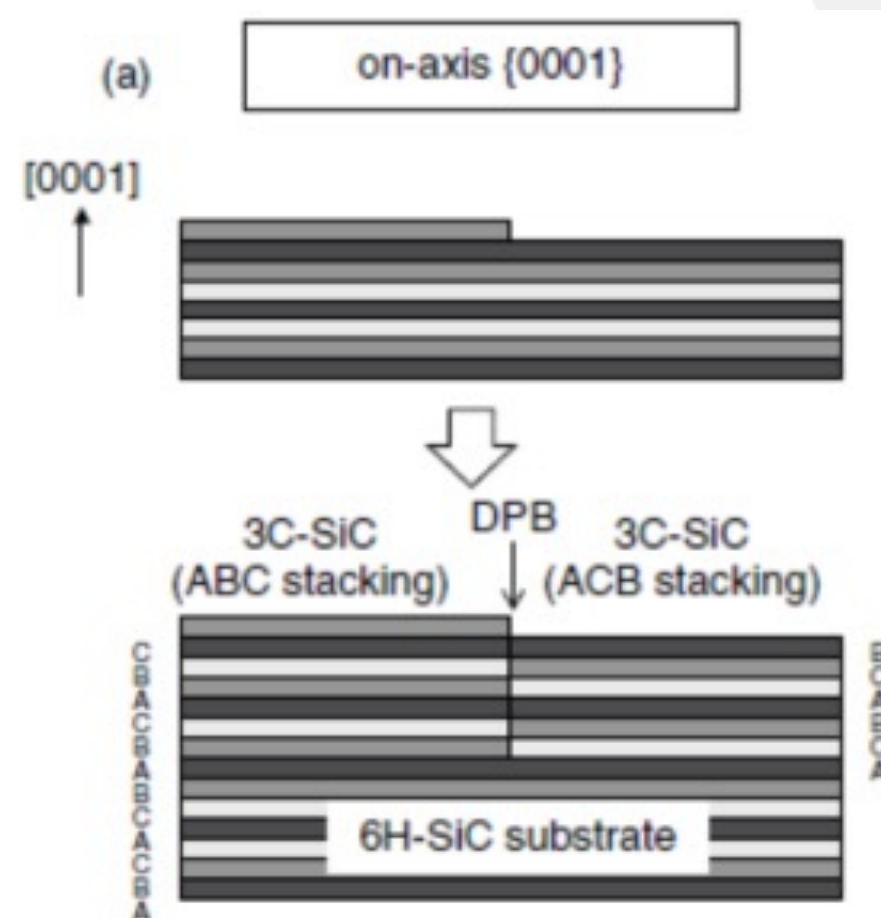 (a)
on-axis {0001}
[0001]
DPB
3C-SiC
(ABC stacking)
3C-SiC
(ACB stacking)
C
B
A
C
B
A
B
C
A
C
B
A
6H-SiC substrate